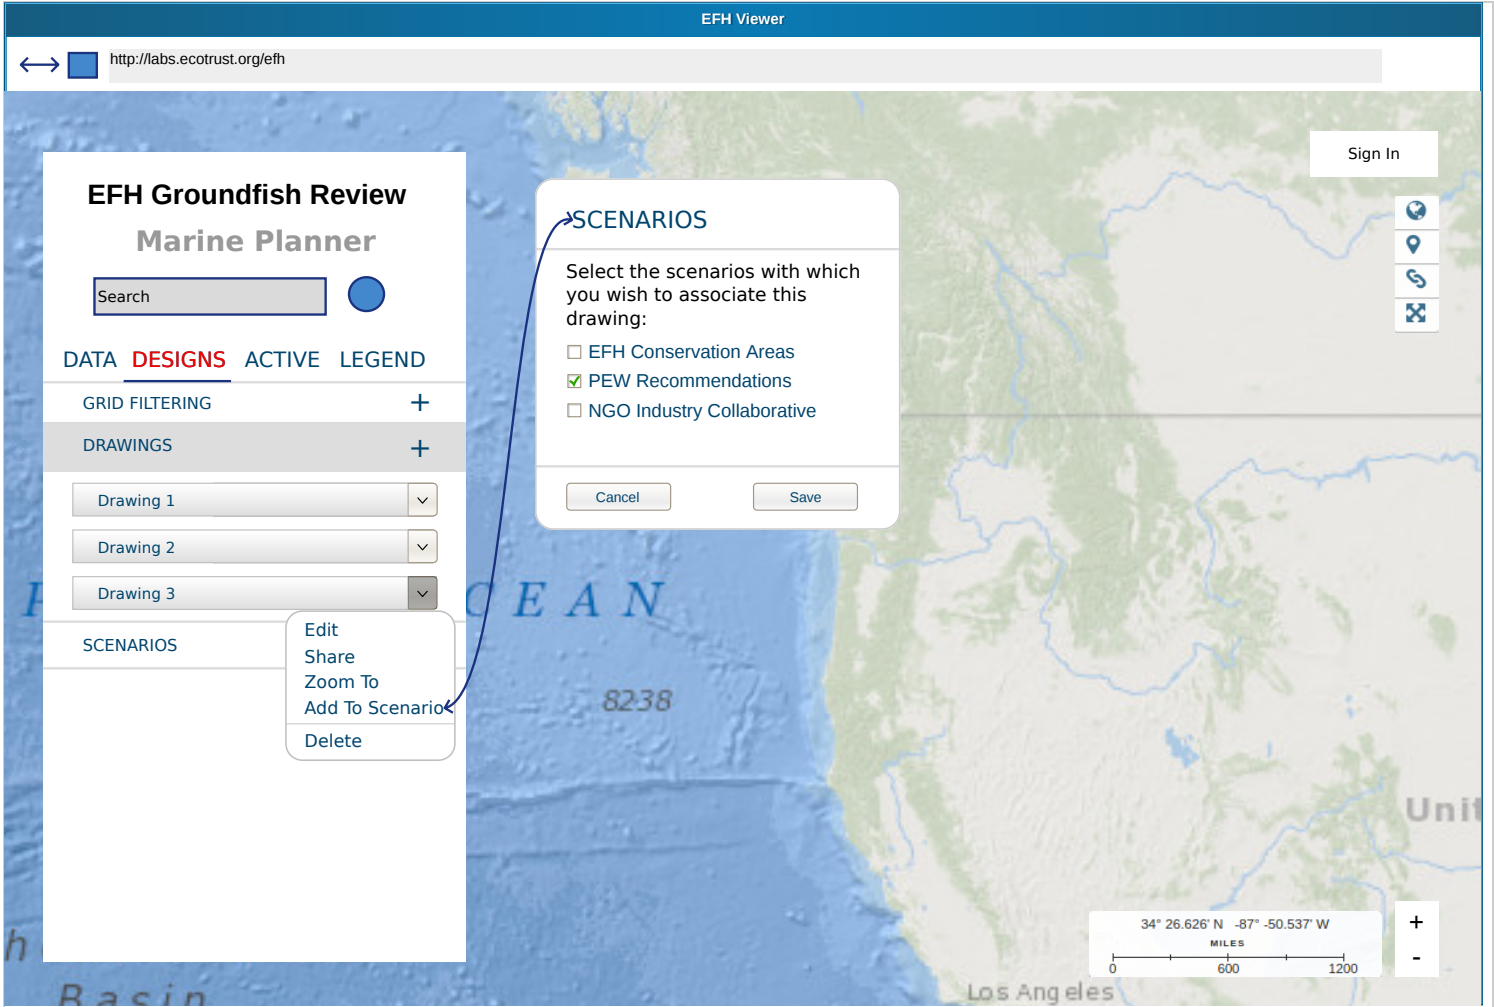 EFH Viewer
http://labs.ecotrust.org/efh
Sign In
EFH Groundfish Review
Marine Planner
Search
DATA DESIGNS ACTIVE LEGEND
GRID FILTERING +
DRAWINGS +
Drawing 1
Drawing 2
Drawing 3
Edit
Share
Zoom To
Add To Scenario
Delete
SCENARIOS
SCENARIOS
Select the scenarios with which
you wish to associate this
drawing:
EFH Conservation Areas
PEW Recommendations
NGO Industry Collaborative
Cancel Save
P CEAN
8238
Unit
34° 26.626' N -87° -50.537' W
MILES
0 600 1200
+
-
Los Angeles
h
Basin